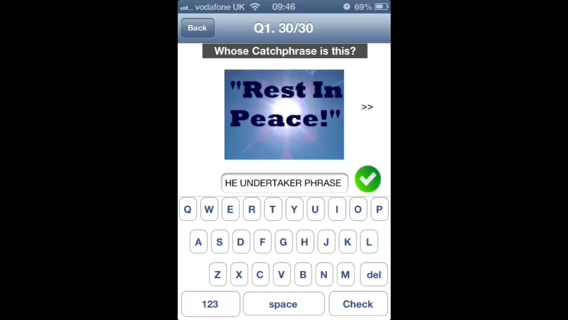 vodafone UK 09:46 69%
Back Q1. 30/30
Whose Catchphrase is this?
"Rest In
Peace!"
>>
HE UNDERTAKER PHRASE
Q W E R T Y U I O P
A S D F G H J K L
Z X C V B N M del
123 space Check